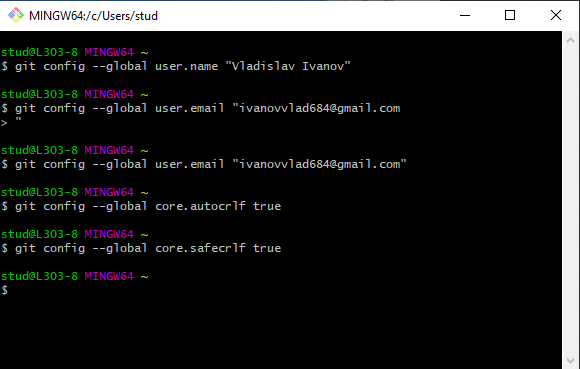 MINGW64:/c/Users/stud
stud@L303-8 MINGW64 ~
$ git config --global user.name "Vladislav Ivanov"
stud@L303-8 MINGW64 ~
$ git config --global user.email "ivanovvlad684@gmail.com
> "
stud@L303-8 MINGW64 ~
$ git config --global user.email "ivanovvlad684@gmail.com"
stud@L303-8 MINGW64 ~
$ git config --global core.autocrlf true
stud@L303-8 MINGW64 ~
$ git config --global core.safecrlf true
stud@L303-8 MINGW64 ~
$